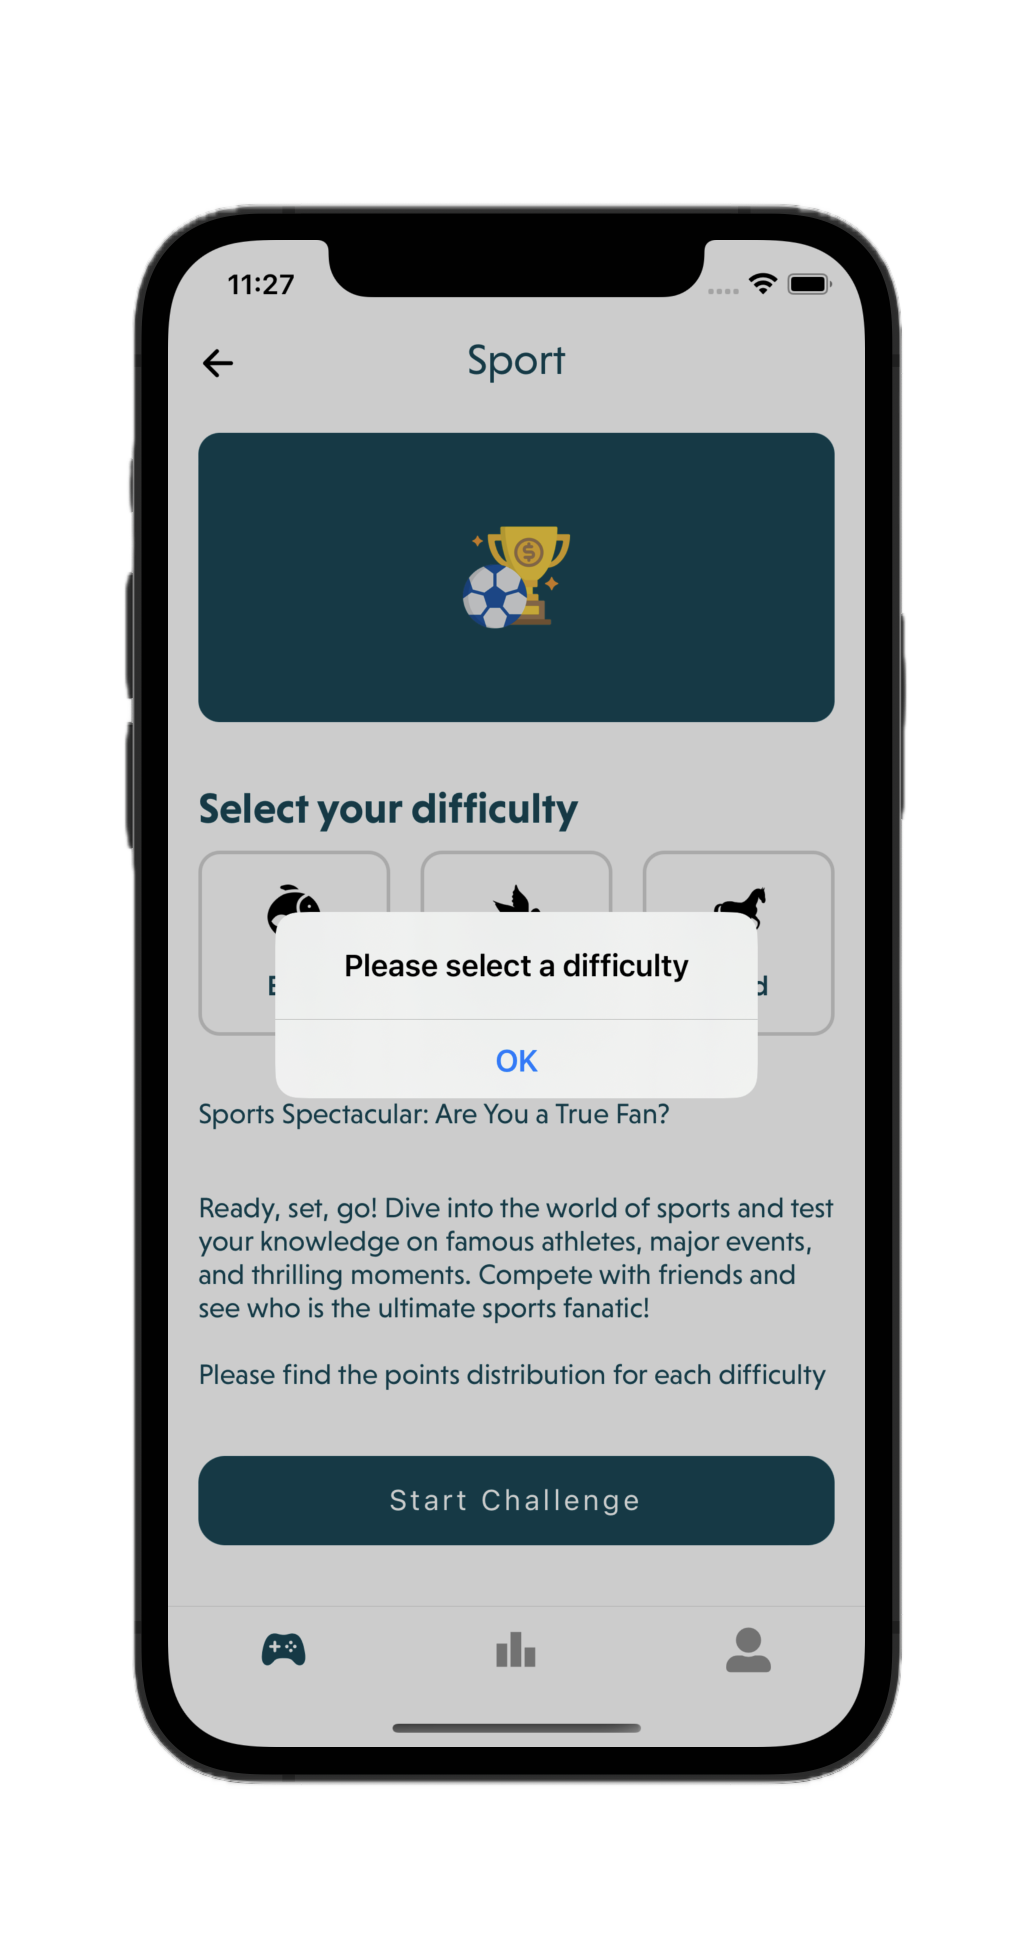 11:27
Sport
$
Select your difficulty
Please select a difficulty
OK
Sports Spectacular: Are You a True Fan?
Ready, set, go! Dive into the world of sports and test
your knowledge on famous athletes, major events,
and thrilling moments. Compete with friends and
see who is the ultimate sports fanatic!
Please find the points distribution for each difficulty
Start Challenge